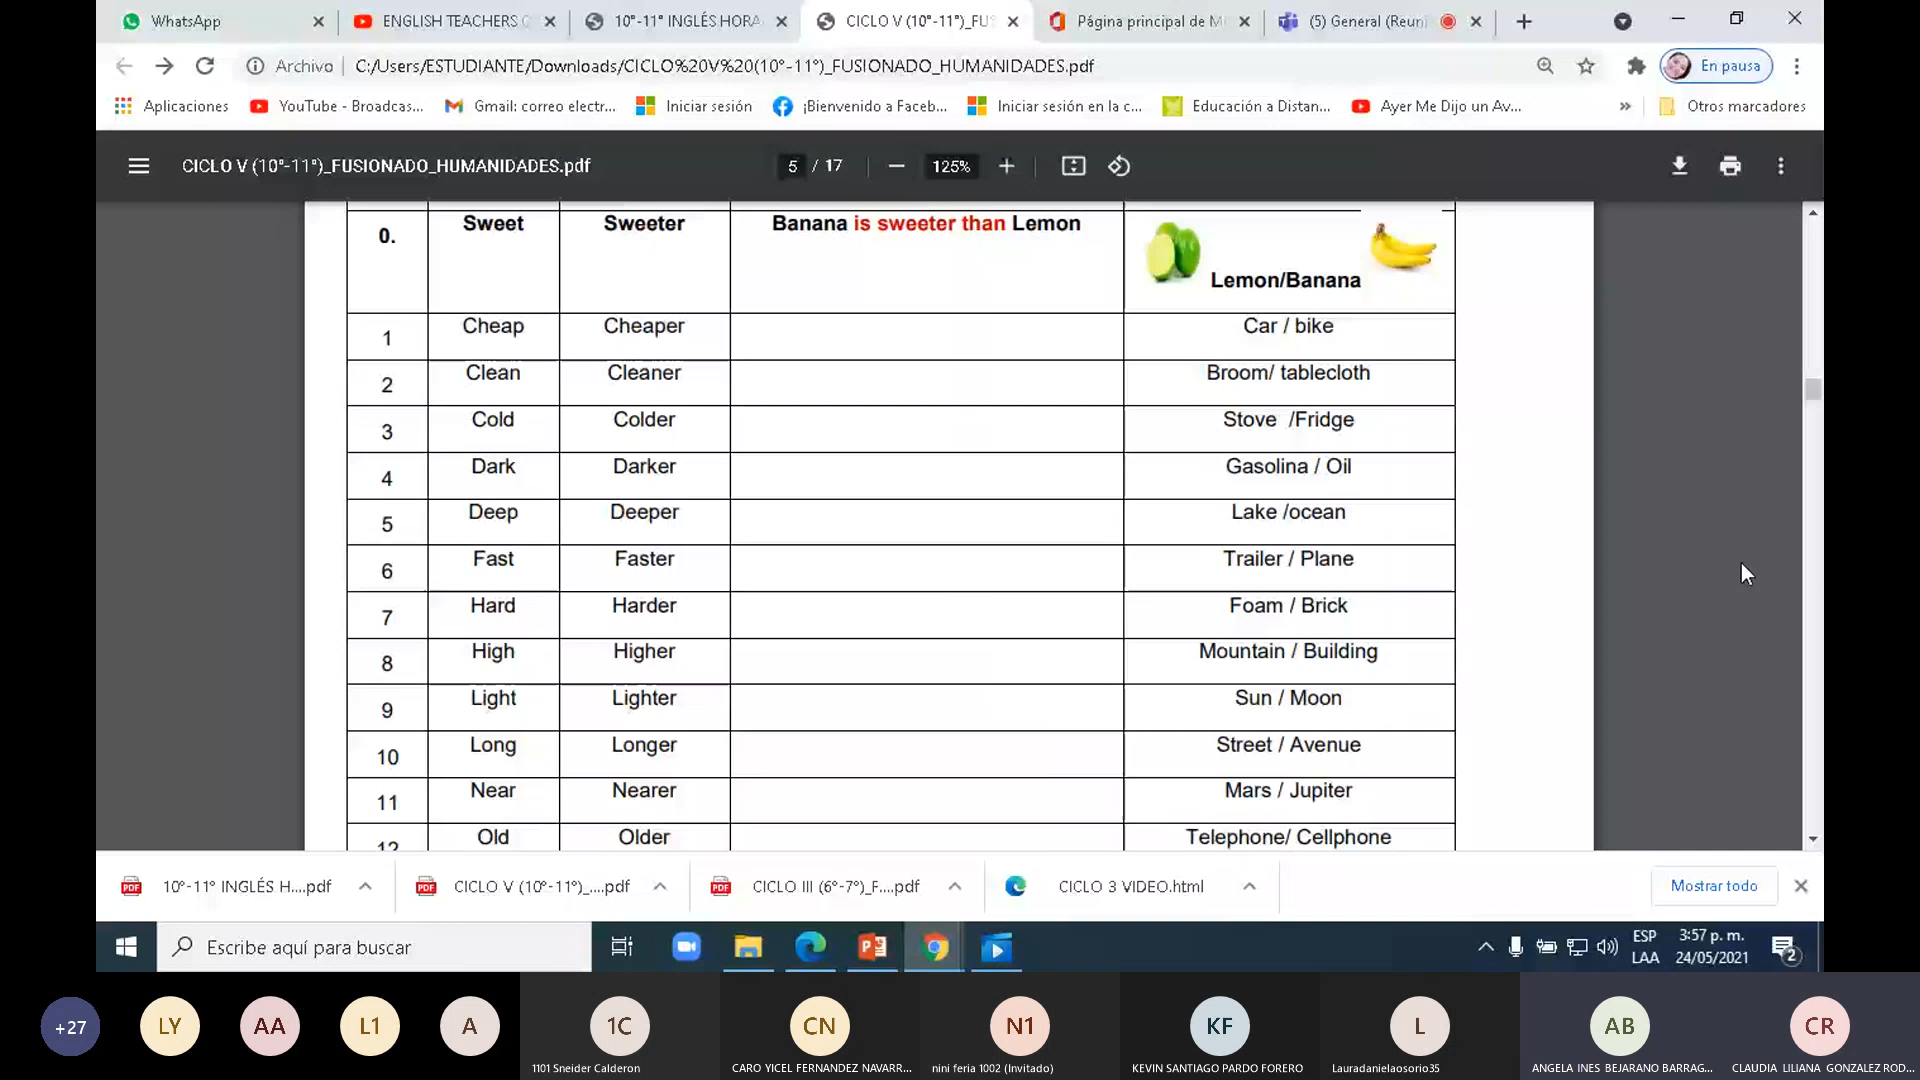 WhatsApp
ENGLISH TEACHERS
10°-11° INGLÉS HORA
CICLO V (10°-11°)_FUS
Página principal de M
(5) General (Reuni
Archivo C:/Users/ESTUDIANTE/Downloads/CICLO%20V%20(10°-11°)_FUSIONADO_HUMANIDADES.pdf
En pausa
Aplicaciones
YouTube - Broadcas...
Gmail: correo electr...
Iniciar sesión
¡Bienvenido a Faceb...
Iniciar sesión en la c...
Educación a Distan...
Ayer Me Dijo un Av...
»
Otros marcadores
CICLO V (10°-11°)_FUSIONADO_HUMANIDADES.pdf
5 / 17
125%
0. Sweet Sweeter Banana is sweeter than Lemon Lemon/Banana
1 Cheap Cheaper Car / bike
2 Clean Cleaner Broom/ tablecloth
3 Cold Colder Stove /Fridge
4 Dark Darker Gasolina / Oil
5 Deep Deeper Lake /ocean
6 Fast Faster Trailer / Plane
7 Hard Harder Foam / Brick
8 High Higher Mountain / Building
9 Light Lighter Sun / Moon
10 Long Longer Street / Avenue
11 Near Nearer Mars / Jupiter
12 Old Older Telephone/ Cellphone
10°-11° INGLÉS H....pdf
CICLO V (10°-11°)_....pdf
CICLO III (6°-7°)_F....pdf
CICLO 3 VIDEO.html
Mostrar todo
Escribe aquí para buscar
ESP
LAA
3:57 p. m.
24/05/2021
2
+27
LY
AA
L1
A
1C
1101 Sneider Calderon
CN
CARO YICEL FERNANDEZ NAVARR...
N1
nini feria 1002 (Invitado)
KF
KEVIN SANTIAGO PARDO FORERO
L
Lauradanielaosorio35
AB
ANGELA INES BEJARANO BARRAG...
CR
CLAUDIA LILIANA GONZALEZ ROD...